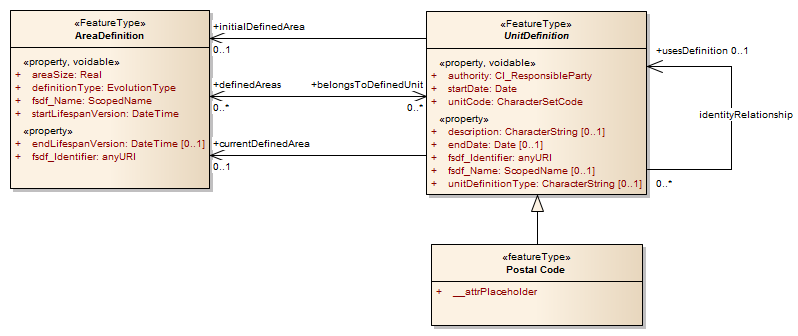 «FeatureType»
AreaDefinition
«property, voidable»
+ areaSize: Real
+ definitionType: EvolutionType
+ fsdf_Name: ScopedName
+ startLifespanVersion: DateTime
«property»
+ endLifespanVersion: DateTime [0..1]
+ fsdf_Identifier: anyURI
+initialDefinedArea
0..1
+definedAreas
+belongsToDefinedUnit
0..*
0..*
+currentDefinedArea
0..1
«FeatureType»
UnitDefinition
«property, voidable»
+ authority: CI_ResponsibleParty
+ startDate: Date
+ unitCode: CharacterSetCode
«property»
+ description: CharacterString [0..1]
+ endDate: Date [0..1]
+ fsdf_Identifier: anyURI
+ fsdf_Name: ScopedName [0..1]
+ unitDefinitionType: CharacterString [0..1]
+usesDefinition 0..1
identityRelationship
0..*
«featureType»
Postal Code
+ __attrPlaceholder